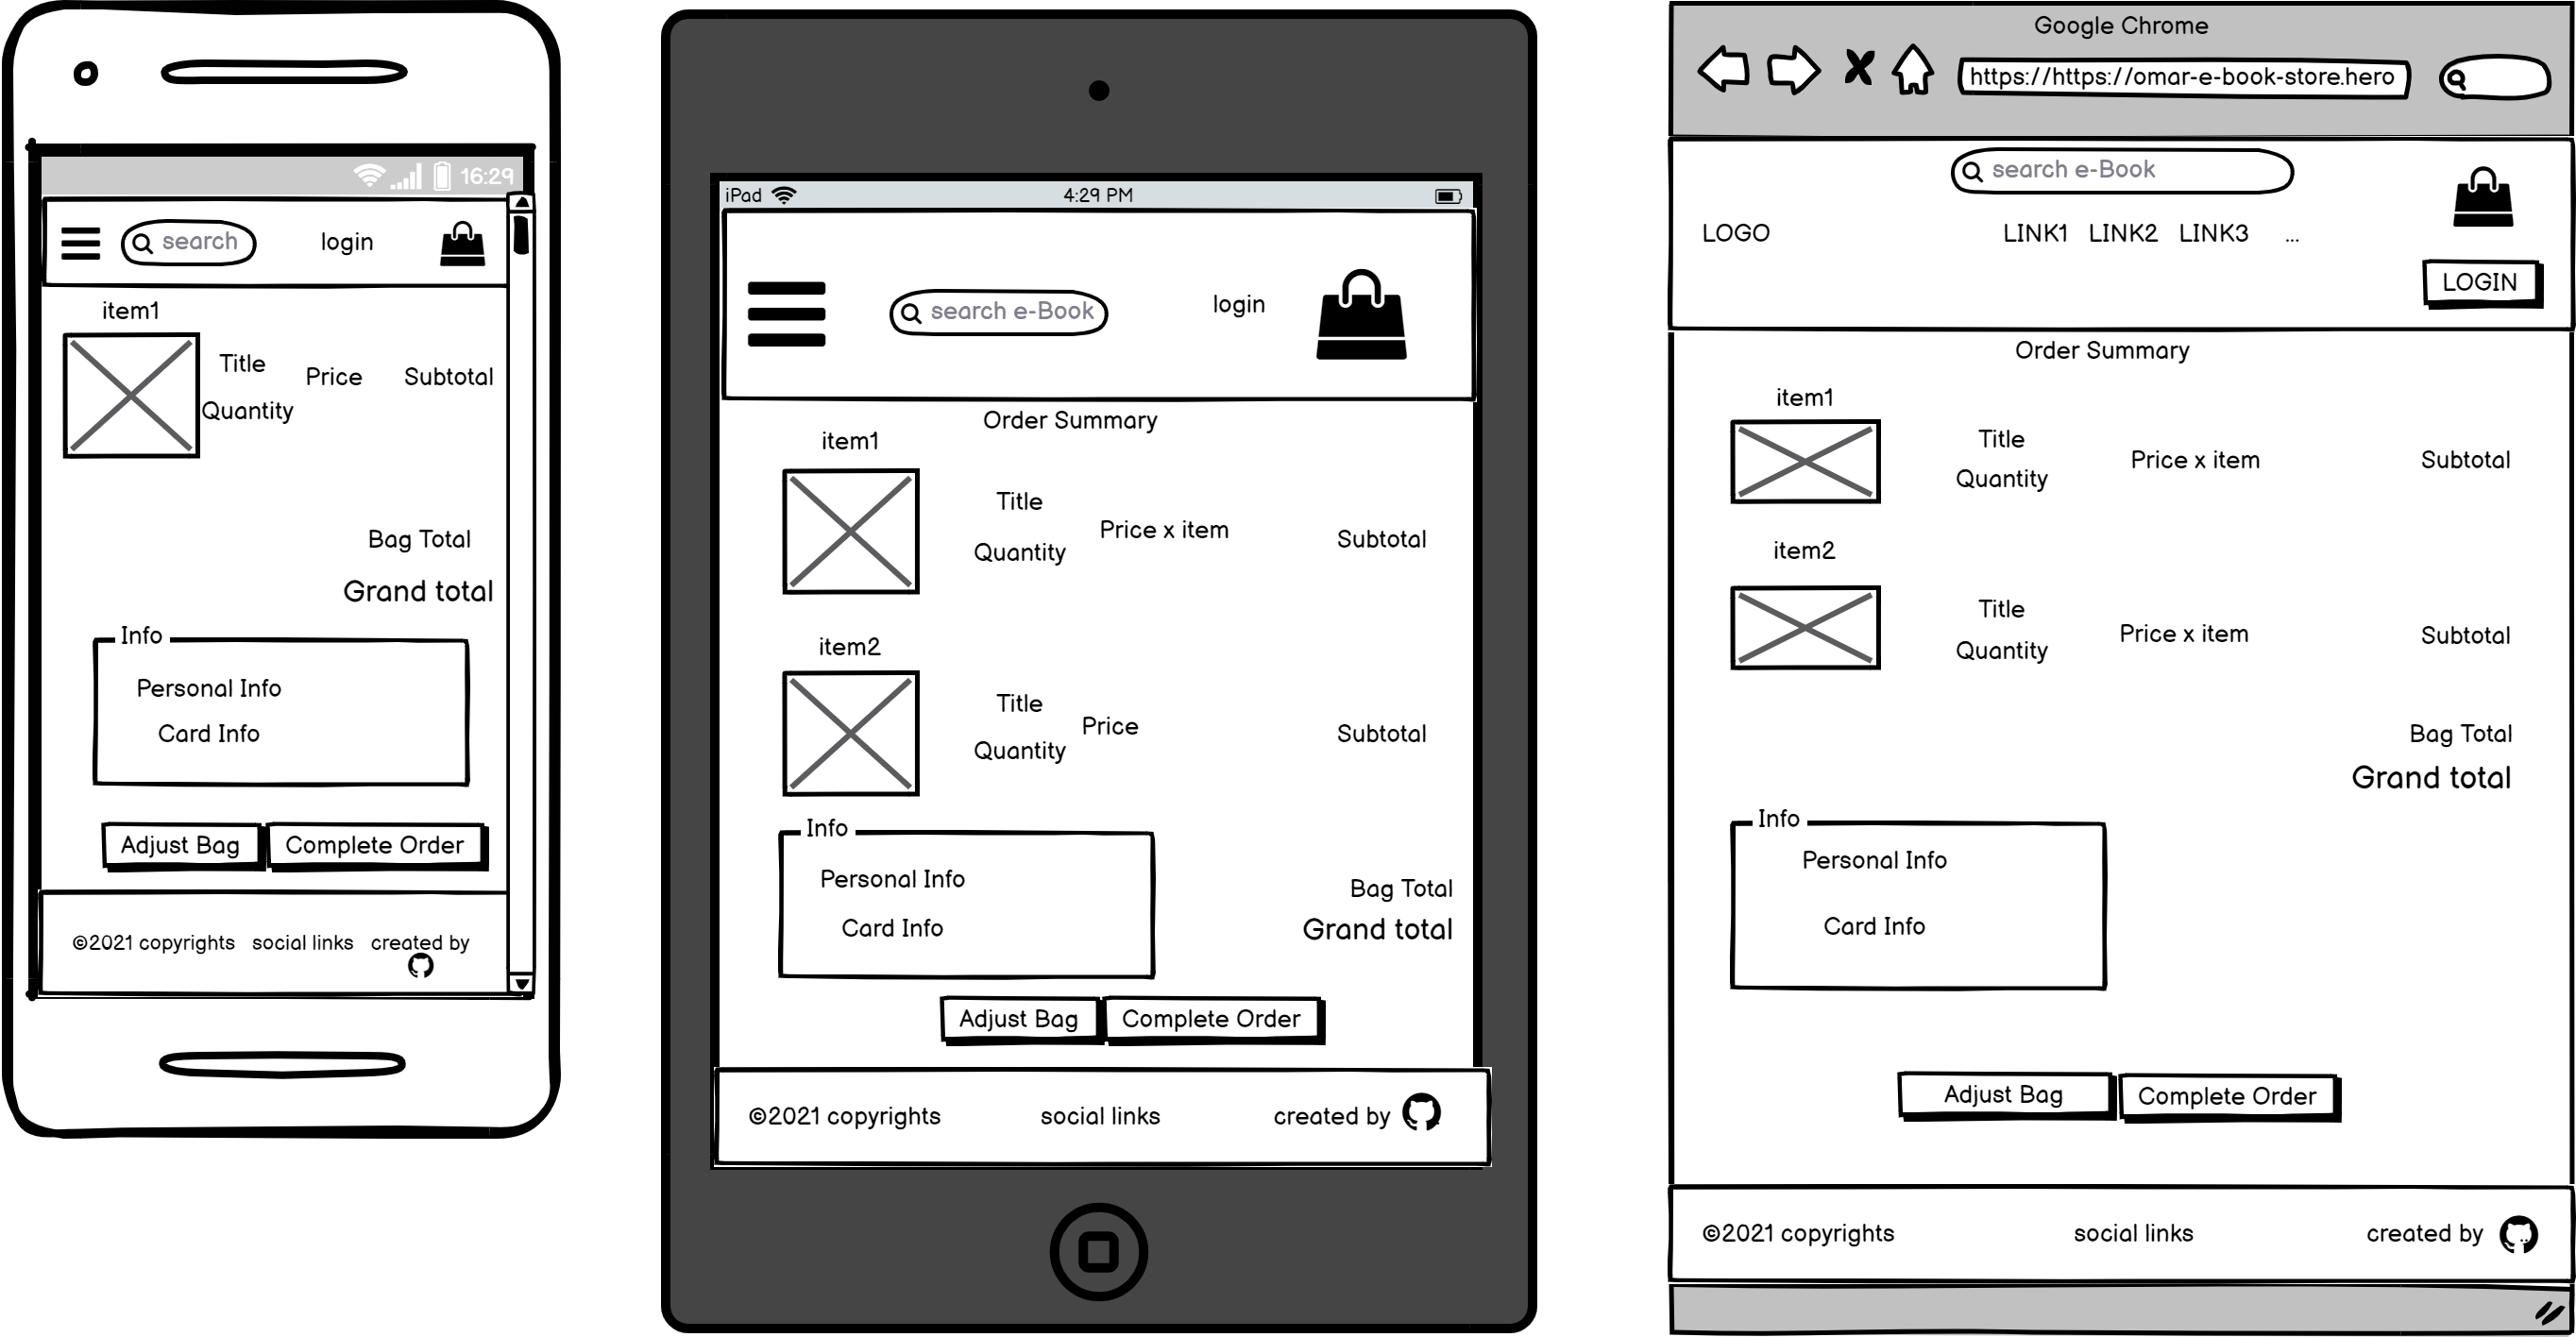 16:29
search
login
item1
Title
Price
Subtotal
Quantity
Bag Total
Grand total
Info
Personal Info
Card Info
Adjust Bag
Complete Order
©2021 copyrights
social links
created by
iPad
4:29 PM
search e-Book
login
Order Summary
item1
Title
Price x item
Subtotal
Quantity
item2
Title
Price
Subtotal
Quantity
Info
Personal Info
Card Info
Bag Total
Grand total
Adjust Bag
Complete Order
©2021 copyrights
social links
created by
Google Chrome
https://https://omar-e-book-store.hero
search e-Book
LOGO
LINK1
LINK2
LINK3
...
LOGIN
Order Summary
item1
Title
Quantity
Price x item
Subtotal
item2
Title
Quantity
Price x item
Subtotal
Bag Total
Grand total
Info
Personal Info
Card Info
Adjust Bag
Complete Order
©2021 copyrights
social links
created by